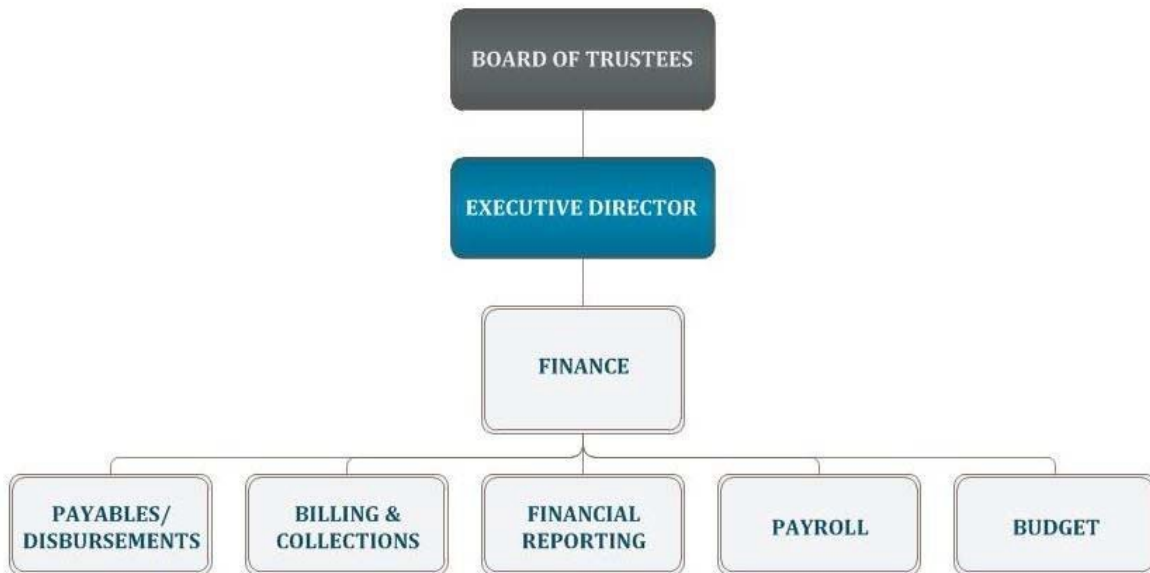 BOARD OF TRUSTEES
EXECUTIVE DIRECTOR
FINANCE
PAYABLES/
DISBURSEMENTS
BILLING &
COLLECTIONS
FINANCIAL
REPORTING
PAYROLL
BUDGET